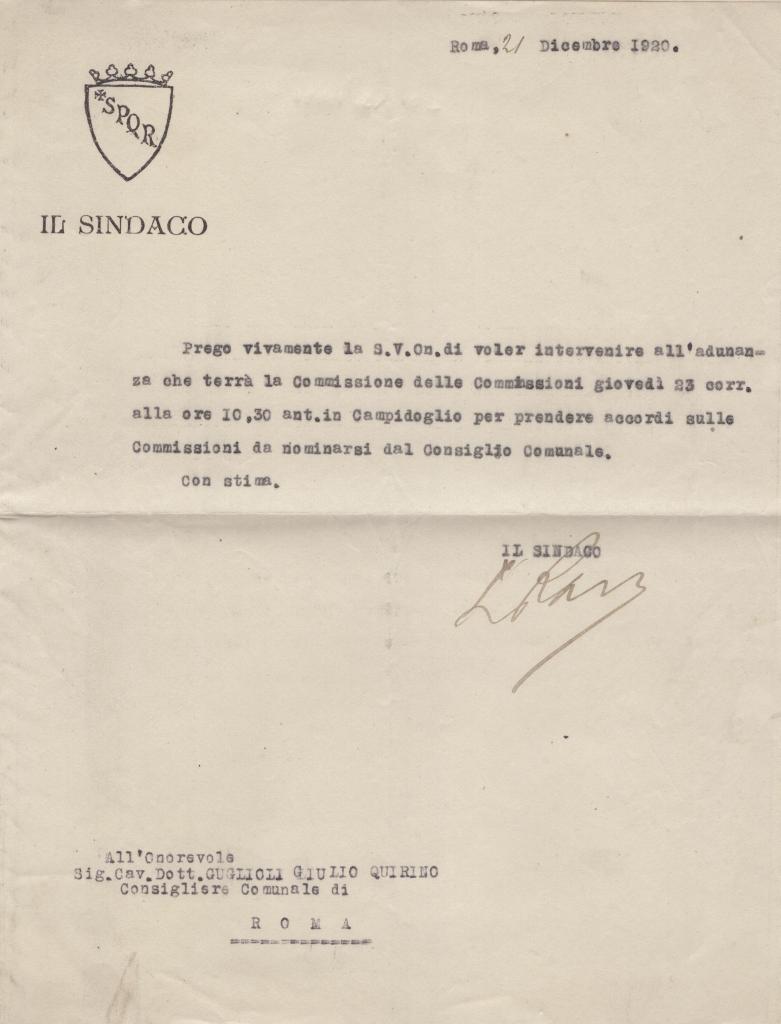 Roma, 21 Dicembre 1920.
SPQR
IL SINDACO
Prego vivamente la S.V.On.di voler intervenire all'adunan=
za che terrà la Commissione delle Commissioni giovedì 23 corr.
alla ore 10,30 ant.in Campidoglio per prendere accordi sulle
Commissioni da nominarsi dal Consiglio Comunale.
Con stima.
IL SINDACO
All'Onorevole
Sig.Cav.Dott.GUGLIOLI GIULIO QUIRINO
Consigliere Comunale di
R O M A